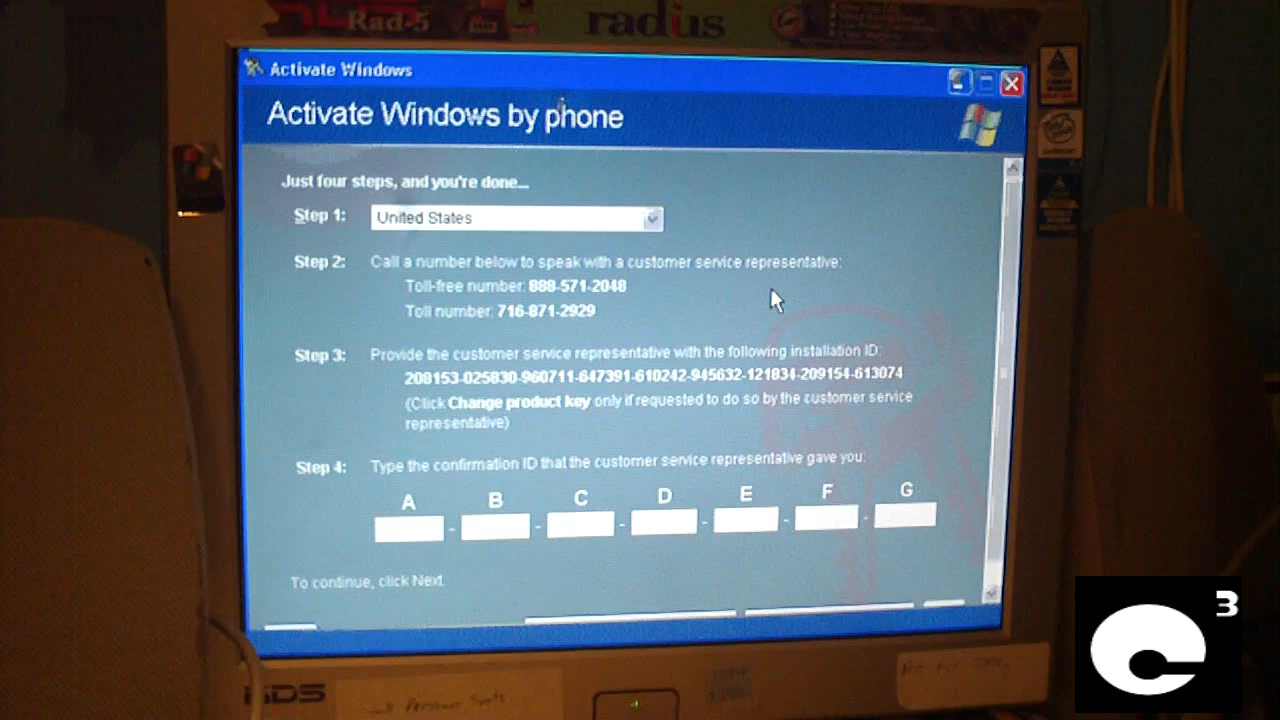 Rad-5
radius
Activate Windows
Activate Windows by phone
Just four steps, and you're done...
Step 1: United States
Step 2: Call a number below to speak with a customer service representative:
Toll-free number: 888-571-2048
Toll number: 716-871-2929
Step 3: Provide the customer service representative with the following installation ID:
208153-025830-960711-647391-610242-945632-121834-209154-613074
(Click Change product key only if requested to do so by the customer service
representative)
Step 4: Type the confirmation ID that the customer service representative gave you:
A B C D E F G
- - - - - -
To continue, click Next.
e3